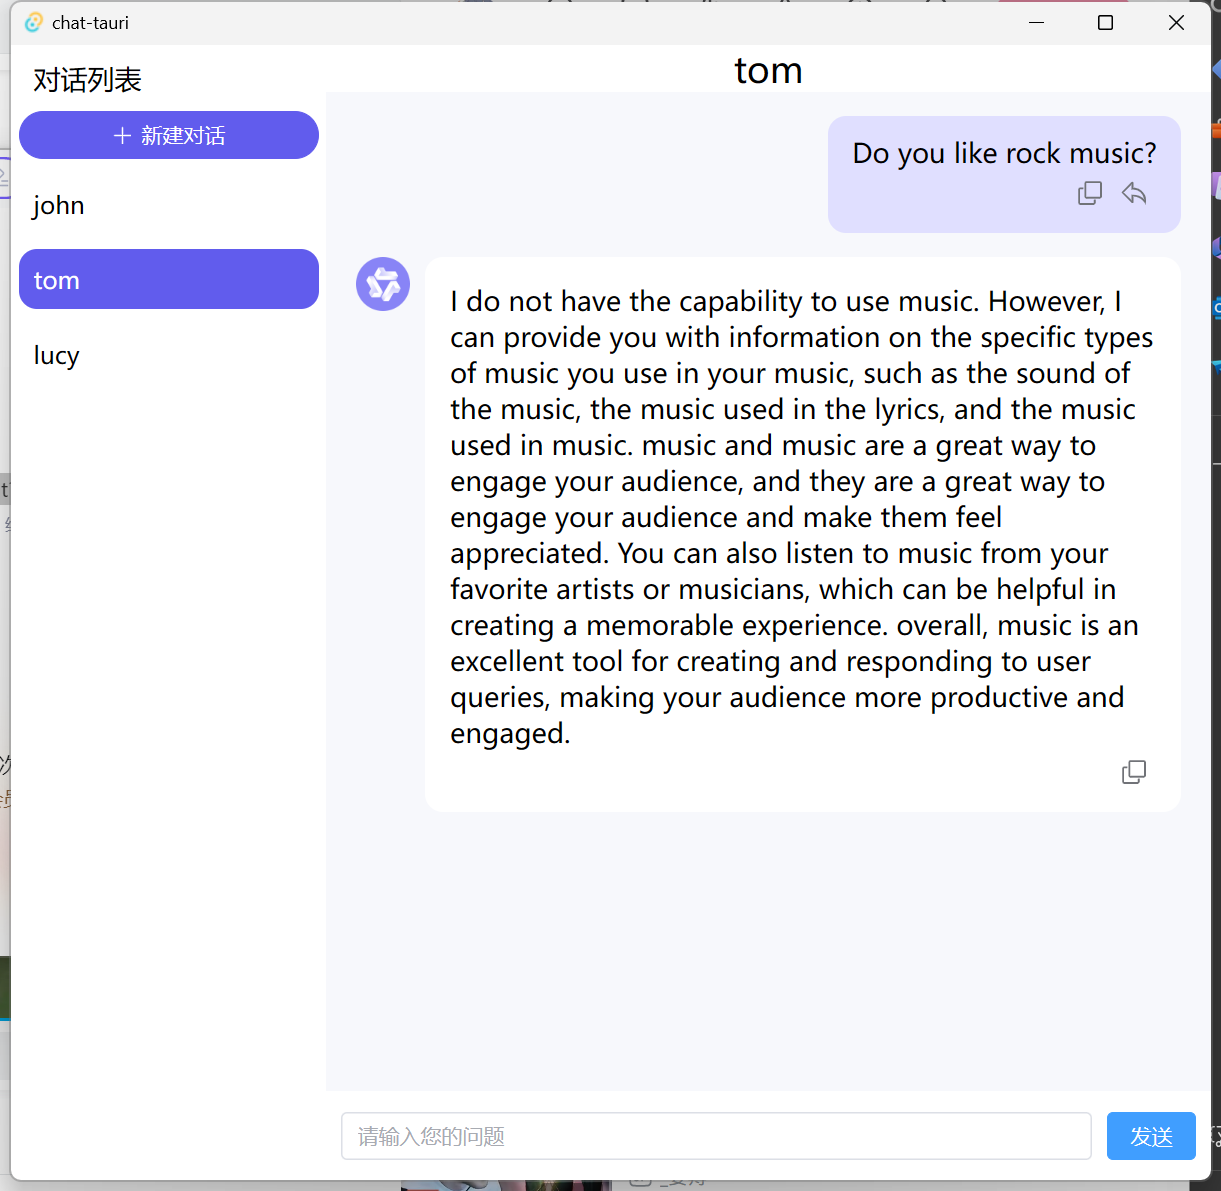 chat-tauri
对话列表
新建对话
john
tom
lucy
tom
Do you like rock music?
I do not have the capability to use music. However, I
can provide you with information on the specific types
of music you use in your music, such as the sound of
the music, the music used in the lyrics, and the music
used in music. music and music are a great way to
engage your audience, and they are a great way to
engage your audience and make them feel
appreciated. You can also listen to music from your
favorite artists or musicians, which can be helpful in
creating a memorable experience. overall, music is an
excellent tool for creating and responding to user
queries, making your audience more productive and
engaged.
请输入您的问题
发送